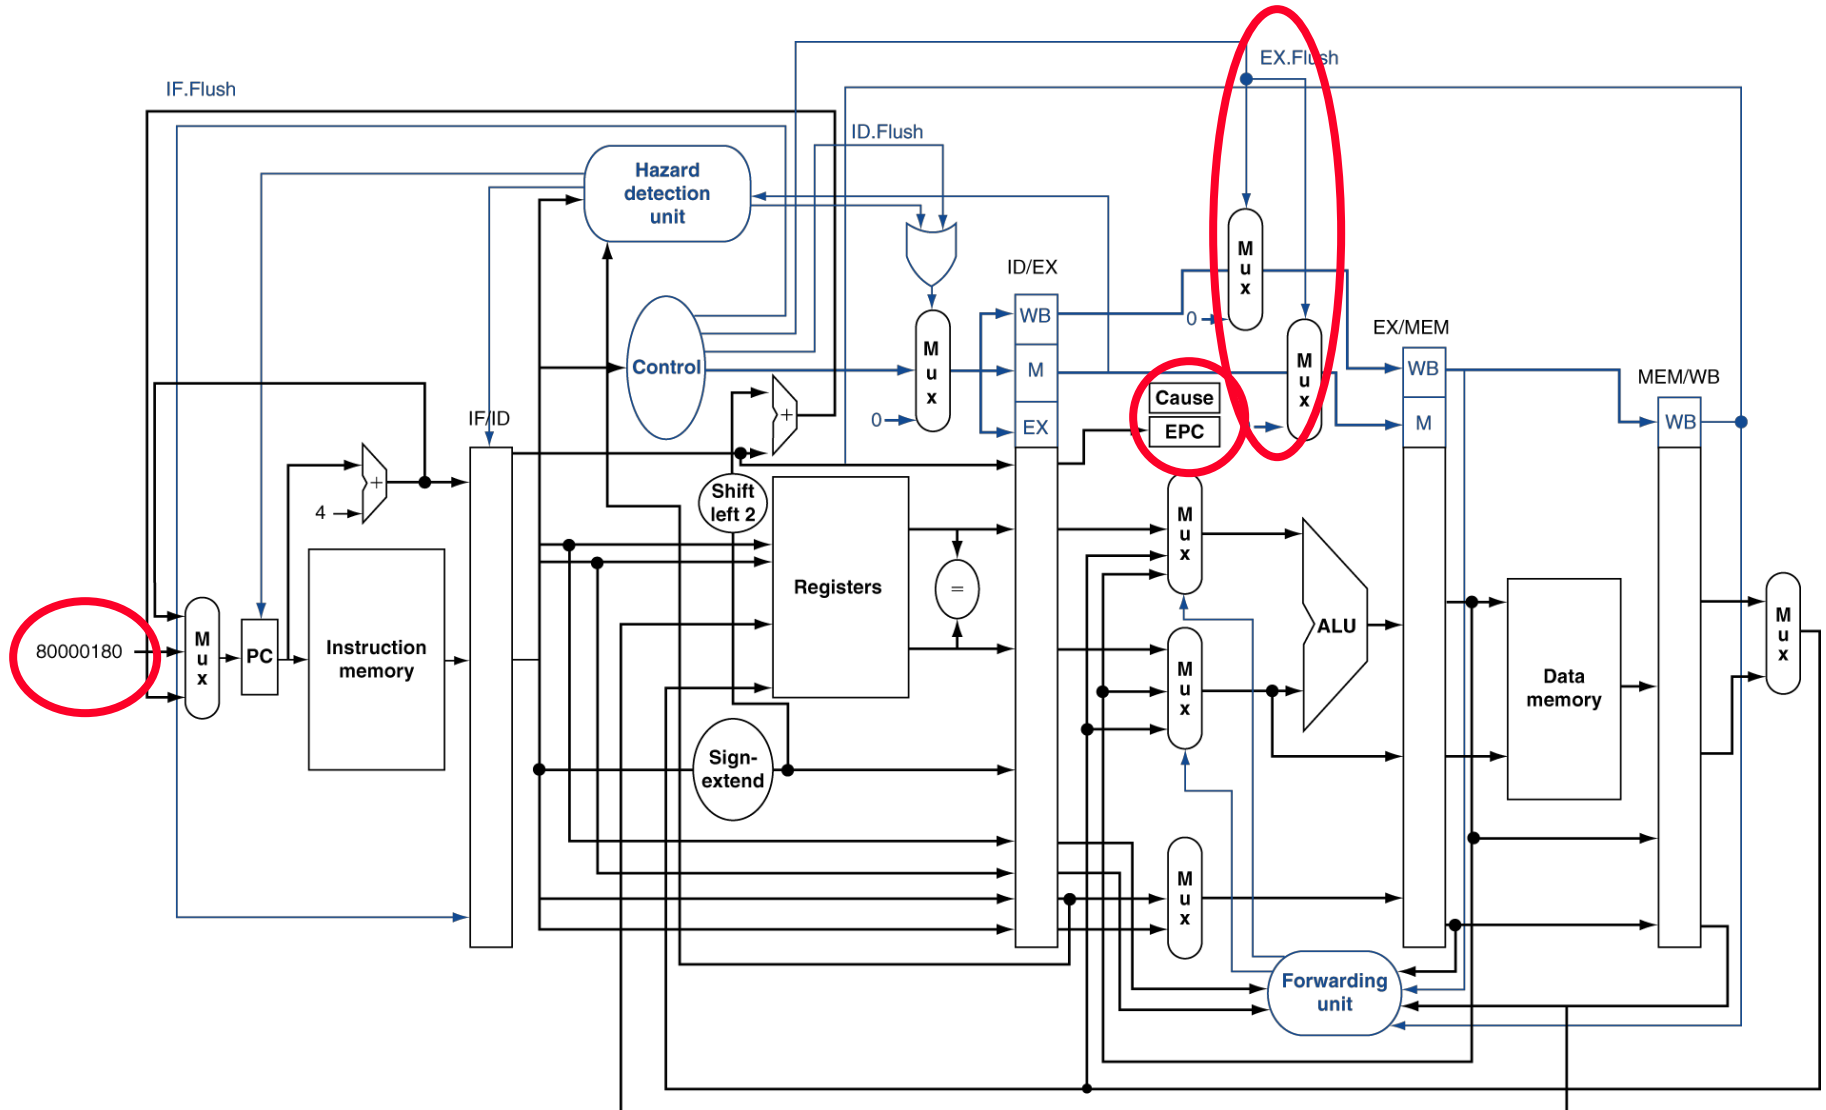 EX.Flush
IF.Flush
ID.Flush
Hazard
detection
unit
M
u
x
ID/EX
WB
0
EX/MEM
Control
M
u
x
M
M
u
x
WB
MEM/WB
Cause
IF/ID
0
EX
EPC
M
WB
+
+
Shift
left 2
4
M
u
x
Registers
=
M
u
x
80000180
PC
Instruction
memory
M
u
x
ALU
Data
memory
M
u
x
Sign-
extend
M
u
x
Forwarding
unit